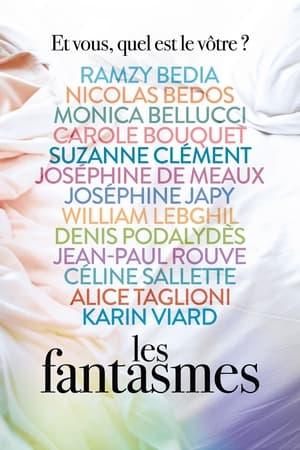 Et vous, quel est le vôtre ?
RAMZY BEDIA
NICOLAS BEDOS
MONICA BELLUCCI
CAROLE BOUQUET
SUZANNE CLÉMENT
JOSÉPHINE DE MEAUX
JOSÉPHINE JAPY
WILLIAM LEBGHIL
DENIS PODALYDÈS
JEAN-PAUL ROUVE
CÉLINE SALLETTE
ALICE TAGLIONI
KARIN VIARD
les
fantasmes